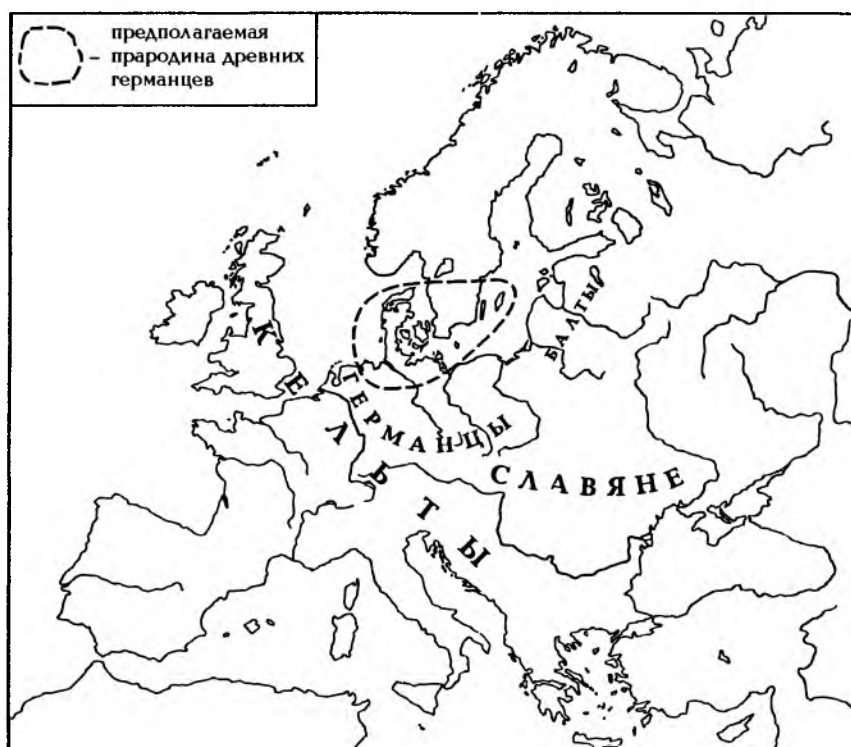 предполагаемая
– прародина древних
германцев
КЕЛЬТЫ
БАЛТЫ
ГЕРМАНЦЫ
СЛАВЯНЕ